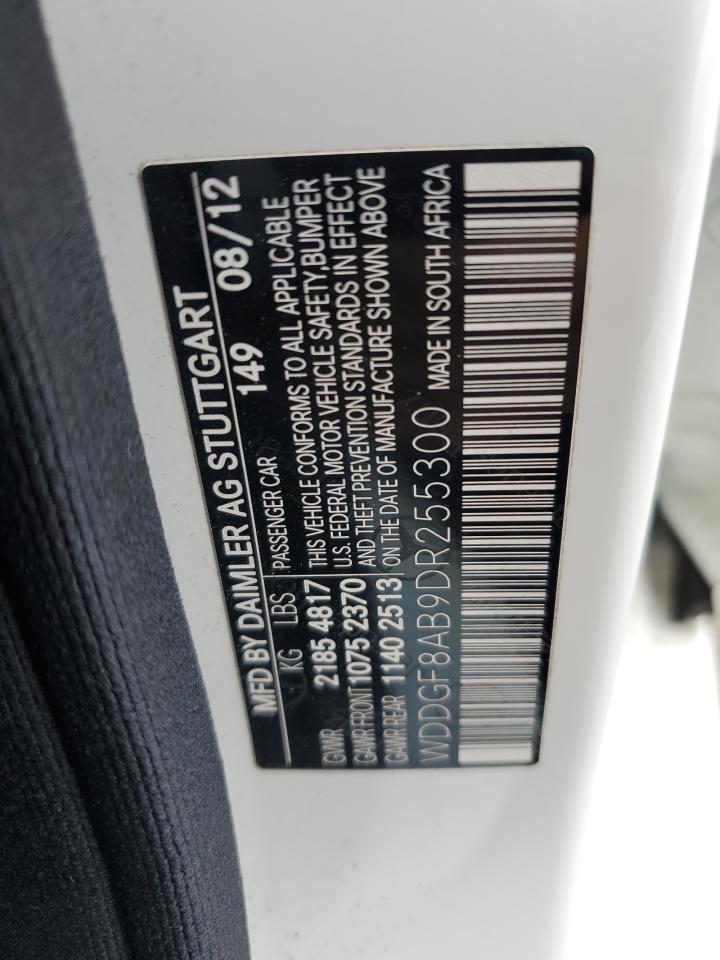 MFD BY DAIMLER AG STUTTGART
149 08/12
KG LBS PASSENGER CAR
GVWR 2185 4817 THIS VEHICLE CONFORMS TO ALL APPLICABLE
U.S. FEDERAL MOTOR VEHICLE SAFETY,BUMPER
GAWR FRONT 1075 2370 AND THEFT PREVENTION STANDARDS IN EFFECT
GAWR REAR 1140 2513 ON THE DATE OF MANUFACTURE SHOWN ABOVE
WDDGF8AB9DR255300 MADE IN SOUTH AFRICA